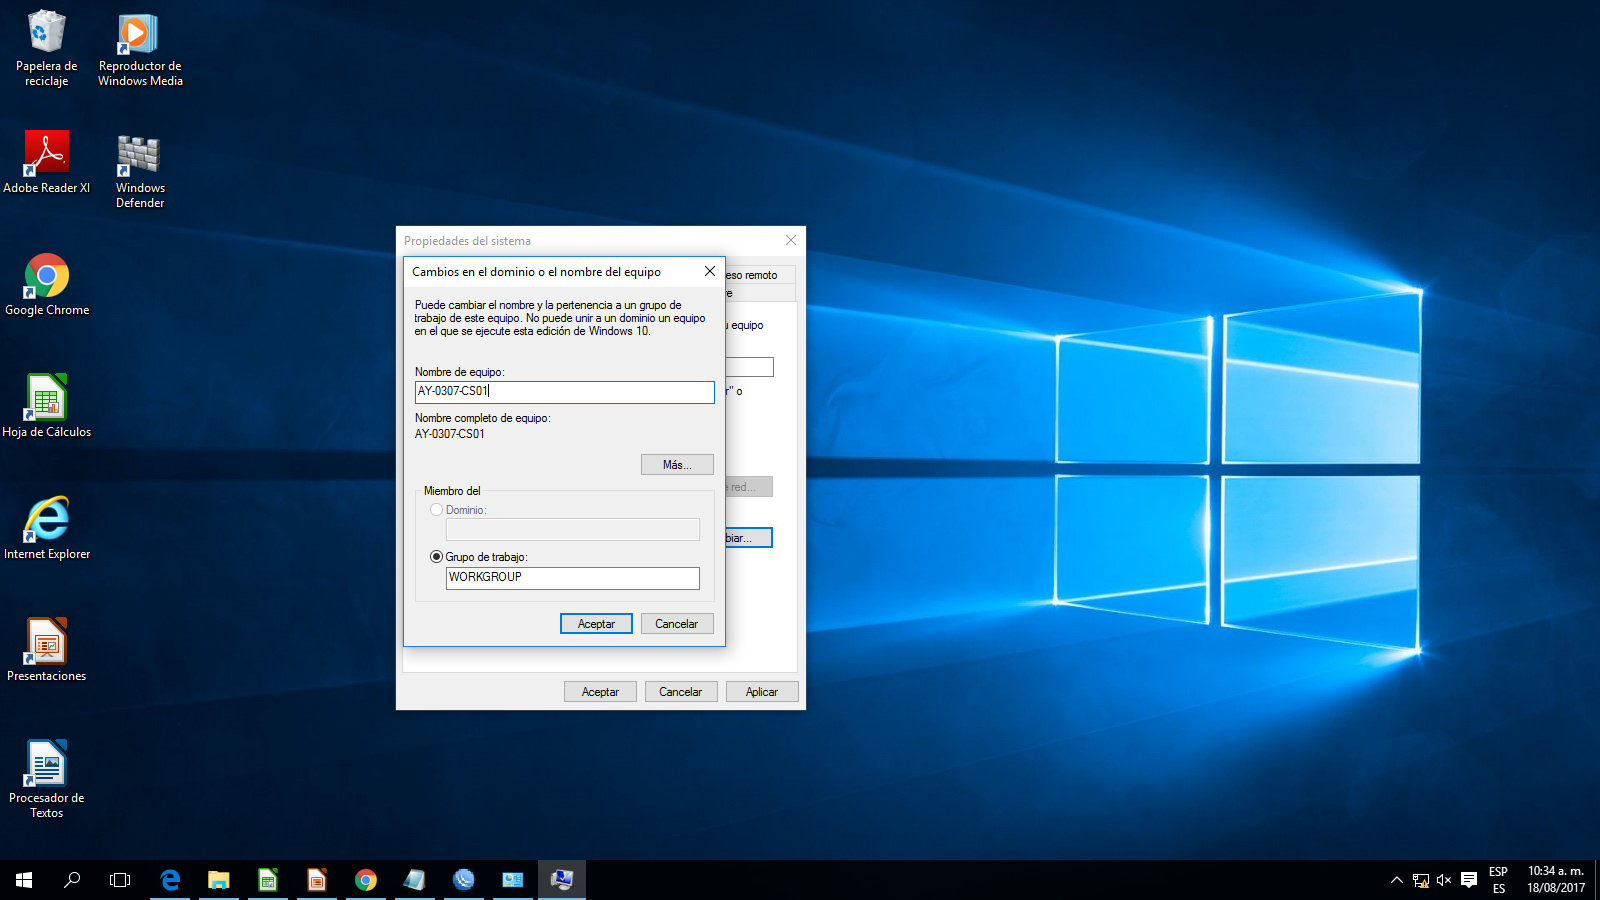 Papelera de
reciclaje
Reproductor de
Windows Media
Adobe Reader XI
Windows
Defender
Google Chrome
Hoja de Cálculos
Internet Explorer
Presentaciones
Procesador de
Textos
Propiedades del sistema
eso remoto
re
equipo
r" o
e red...
biar...
Aceptar
Cancelar
Aplicar
Cambios en el dominio o el nombre del equipo
Puede cambiar el nombre y la pertenencia a un grupo de
trabajo de este equipo. No puede unir a un dominio un equipo
en el que se ejecute esta edición de Windows 10.
Nombre de equipo:
AY-0307-CS01
Nombre completo de equipo:
AY-0307-CS01
Más...
Miembro del
Dominio:
Grupo de trabajo:
WORKGROUP
Aceptar
Cancelar
ESP
ES
10:34 a. m.
18/08/2017